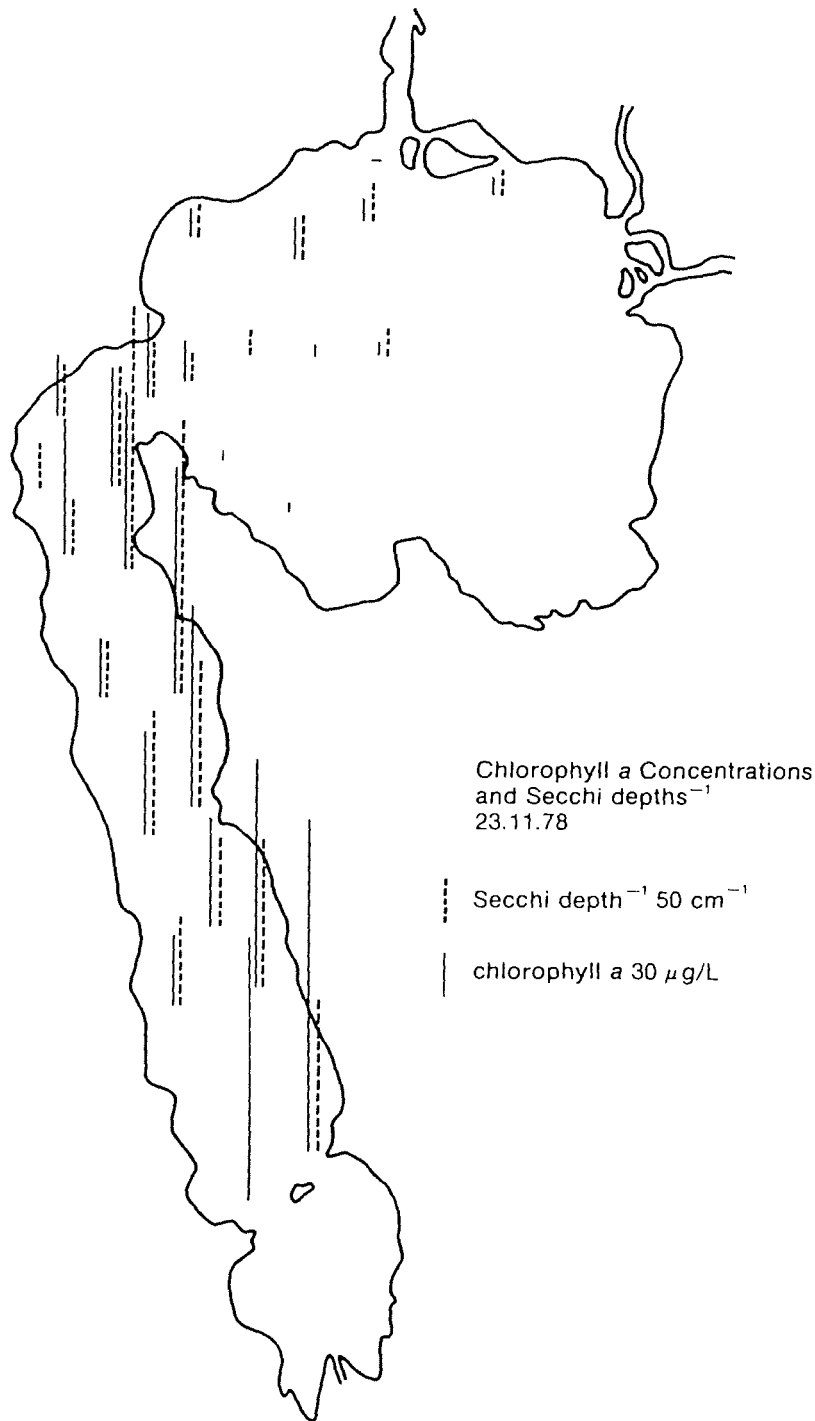 Chlorophyll a Concentrations
and Secchi depths⁻¹
23.11.78
Secchi depth⁻¹ 50 cm⁻¹
chlorophyll a 30 μg/L